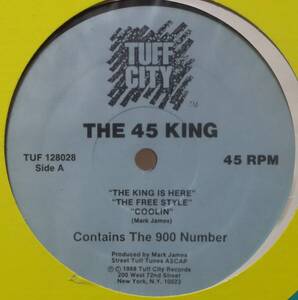 TUFF
CITY
TM
THE 45 KING
TUF 128028
Side A
45 RPM
"THE KING IS HERE"
"THE FREE STYLE"
"COOLIN"
(Mark James)
Contains The 900 Number
Produced by Mark James
Street Tuff Tunes ASCAP
Ⓒ Ⓟ 1988 Tuff City Records
200 West 72nd Street
New York, N.Y. 10023